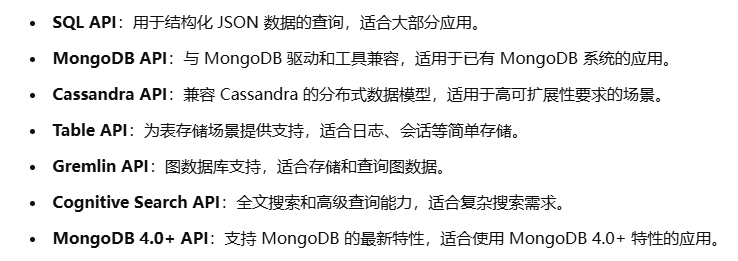 • SQL API：用于结构化 JSON 数据的查询，适合大部分应用。
• MongoDB API：与 MongoDB 驱动和工具兼容，适用于已有 MongoDB 系统的应用。
• Cassandra API：兼容 Cassandra 的分布式数据模型，适用于高可扩展性要求的场景。
• Table API：为表存储场景提供支持，适合日志、会话等简单存储。
• Gremlin API：图数据库支持，适合存储和查询图数据。
• Cognitive Search API：全文搜索和高级查询能力，适合复杂搜索需求。
• MongoDB 4.0+ API：支持 MongoDB 的最新特性，适合使用 MongoDB 4.0+ 特性的应用。